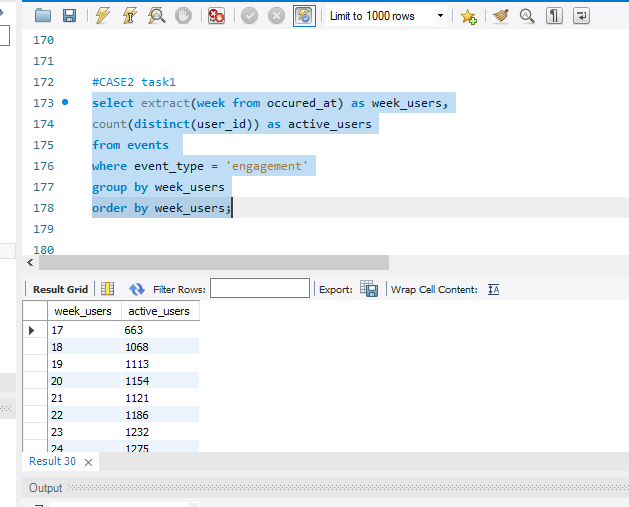 Limit to 1000 rows
170
171
172 #CASE2 task1
173 select extract(week from occured_at) as week_users,
174 count(distinct(user_id)) as active_users
175 from events
176 where event_type = 'engagement'
177 group by week_users
178 order by week_users;
179
180
Result Grid Filter Rows: Export: Wrap Cell Content:
week_users active_users
17 663
18 1068
19 1113
20 1154
21 1121
22 1186
23 1232
24 1275
Result 30
Output